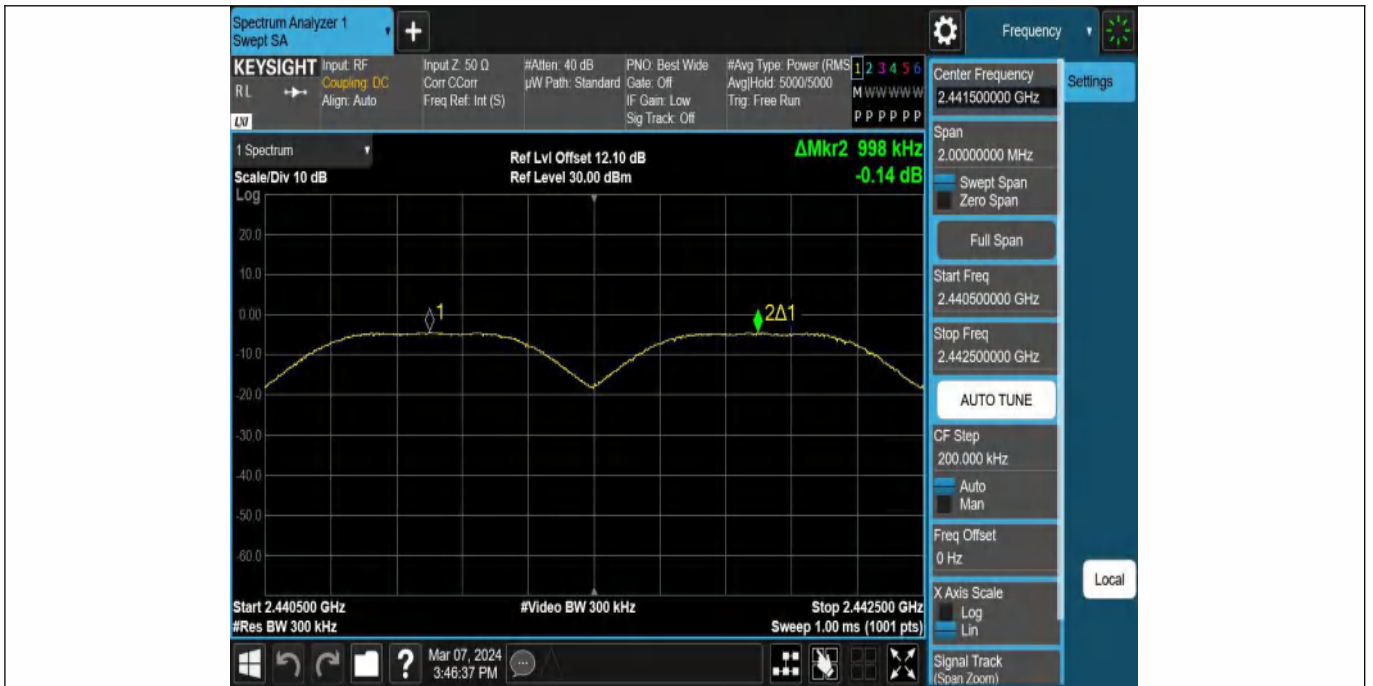 Spectrum Analyzer 1
Swept SA
+
Frequency
KEYSIGHT
RL
LXI
Input: RF
Coupling: DC
Align: Auto
Input Z: 50 Ω
Corr CCorr
Freq Ref: Int (S)
#Atten: 40 dB
µW Path: Standard
PNO: Best Wide
Gate: Off
IF Gain: Low
Sig Track: Off
#Avg Type: Power (RMS
Avg|Hold: 5000/5000
Trig: Free Run
1 2 3 4 5 6
M W W W W W
P P P P P P
1 Spectrum
Scale/Div 10 dB
Ref Lvl Offset 12.10 dB
Ref Level 30.00 dBm
ΔMkr2 998 kHz
-0.14 dB
Log
20.0
10.0
0.00
-10.0
-20.0
-30.0
-40.0
-50.0
-60.0
1
2Δ1
Start 2.440500 GHz
#Res BW 300 kHz
#Video BW 300 kHz
Stop 2.442500 GHz
Sweep 1.00 ms (1001 pts)
?
Mar 07, 2024
3:46:37 PM
Center Frequency
2.441500000 GHz
Span
2.00000000 MHz
Swept Span
Zero Span
Full Span
Start Freq
2.440500000 GHz
Stop Freq
2.442500000 GHz
AUTO TUNE
CF Step
200.000 kHz
Auto
Man
Freq Offset
0 Hz
X Axis Scale
Log
Lin
Signal Track
(Span Zoom)
Settings
Local